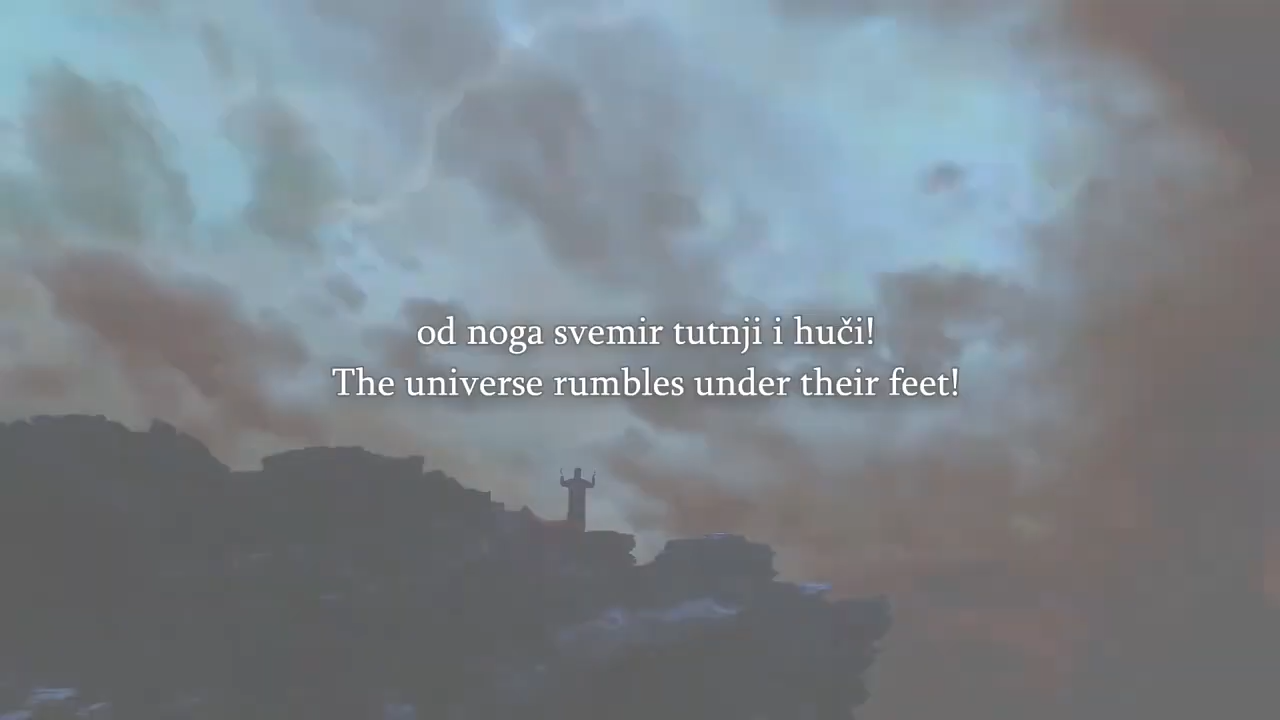 od noga svemir tutnji i huči!
The universe rumbles under their feet!